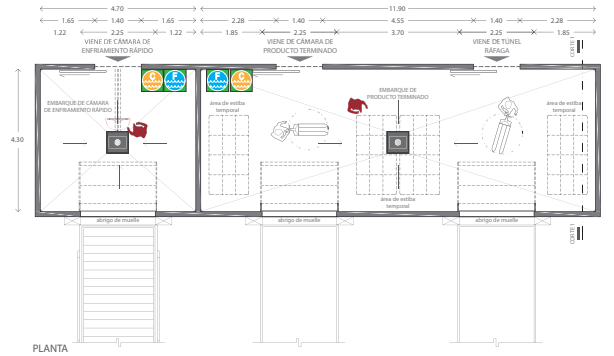 4.70
11.90
1.65
1.40
1.65
2.28
1.40
4.55
1.40
2.28
1.22
2.25
1.22
1.85
2.25
3.70
2.25
1.85
VIENE DE CÁMARA DE
ENFRIAMIENTO RÁPIDO
VIENE DE CÁMARA DE
PRODUCTO TERMINADO
VIENE DE TÚNEL
RÁFAGA
CORTE 1
C
F
F
C
EMBARQUE DE CÁMARA
DE ENFRIAMIENTO RÁPIDO
área de estiba
temporal
EMBARQUE DE
PRODUCTO TERMINADO
área de estiba
temporal
4.30
área de estiba
temporal
abrigo de muelle
abrigo de muelle
abrigo de muelle
CORTE 1
PLANTA